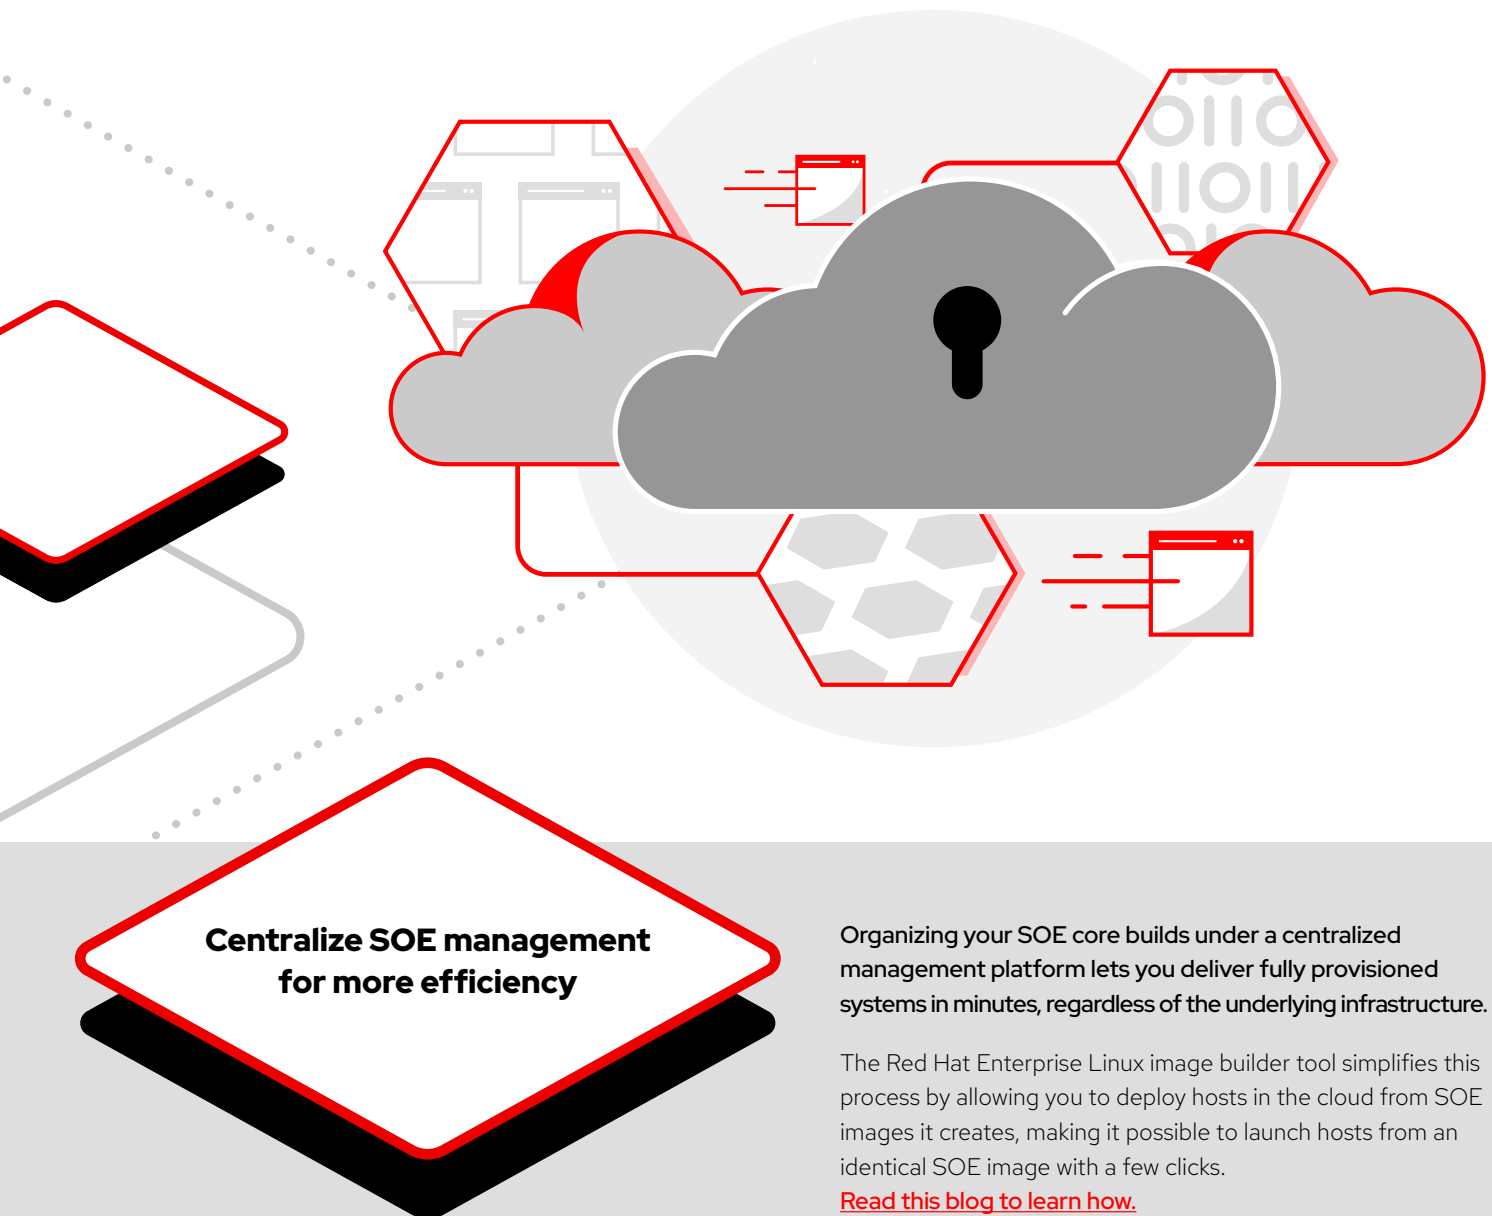 Centralize SOE management
for more efficiency
Organizing your SOE core builds under a centralized
management platform lets you deliver fully provisioned
systems in minutes, regardless of the underlying infrastructure.
The Red Hat Enterprise Linux image builder tool simplifies this
process by allowing you to deploy hosts in the cloud from SOE
images it creates, making it possible to launch hosts from an
identical SOE image with a few clicks.
Read this blog to learn how.